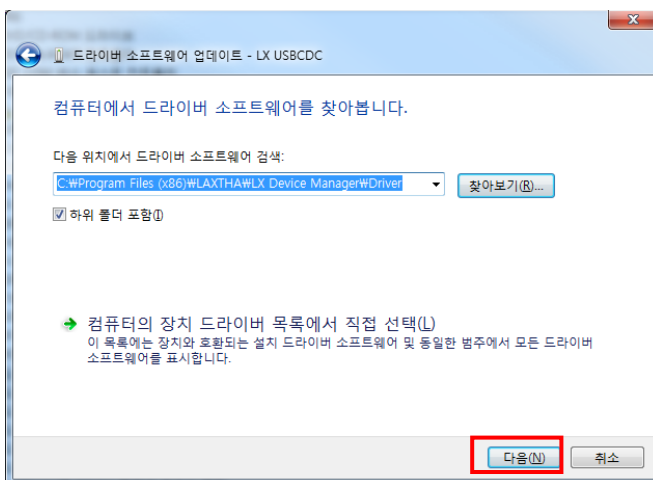 드라이버 소프트웨어 업데이트 - LX USBCDC
컴퓨터에서 드라이버 소프트웨어를 찾아봅니다.
다음 위치에서 드라이버 소프트웨어 검색:
C:₩Program Files (x86)₩LAXTHA₩LX Device Manager₩Driver
찾아보기(R)...
하위 폴더 포함(I)
컴퓨터의 장치 드라이버 목록에서 직접 선택(L)
이 목록에는 장치와 호환되는 설치 드라이버 소프트웨어 및 동일한 범주에서 모든 드라이버
소프트웨어를 표시합니다.
다음(N) 취소